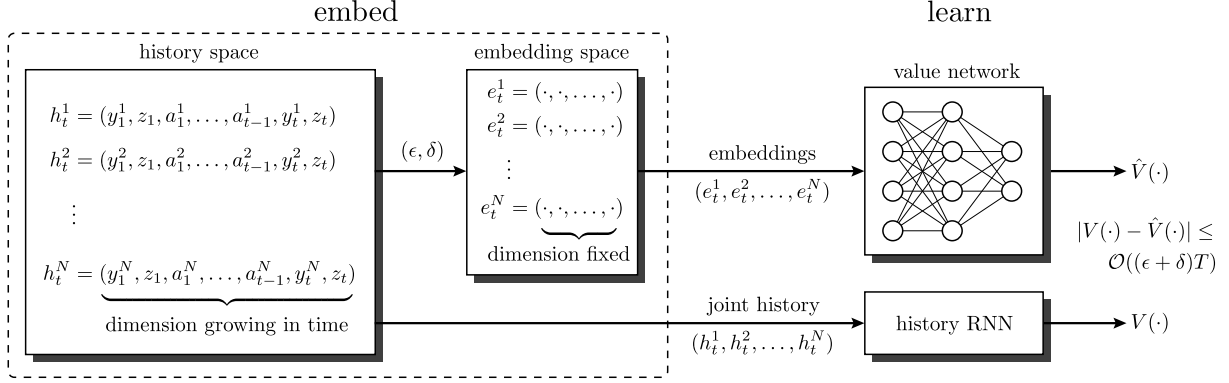 embed
learn
history space
embedding space
value network
h_t^1 = (y_1^1, z_1, a_1^1, …, a_{t-1}^1, y_t^1, z_t)
h_t^2 = (y_1^2, z_1, a_1^2, …, a_{t-1}^2, y_t^2, z_t)
⋮
h_t^N = (y_1^N, z_1, a_1^N, …, a_{t-1}^N, y_t^N, z_t)
dimension growing in time
(ϵ, δ)
e_t^1 = (·, ·, …, ·)
e_t^2 = (·, ·, …, ·)
⋮
e_t^N = (·, ·, …, ·)
dimension fixed
embeddings
(e_t^1, e_t^2, …, e_t^N)
V̂(·)
|V(·) − V̂(·)| ≤
𝒪((ϵ + δ)T)
joint history
(h_t^1, h_t^2, …, h_t^N)
history RNN
V(·)